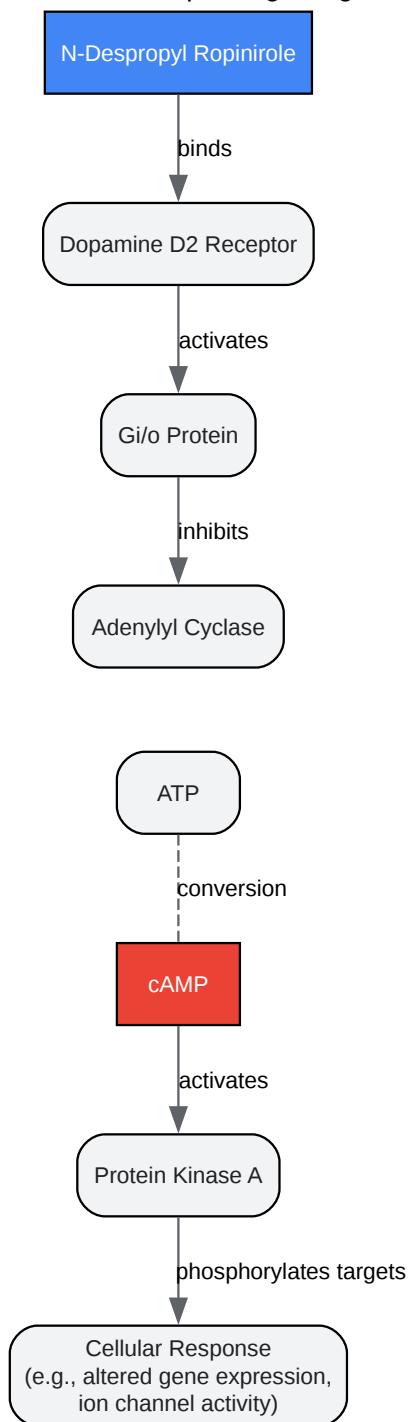 N-Despropyl Ropinirole
binds
Dopamine D2 Receptor
activates
Gi/o Protein
inhibits
Adenylyl Cyclase
ATP
conversion
cAMP
activates
Protein Kinase A
phosphorylates targets
Cellular Response
(e.g., altered gene expression,
ion channel activity)